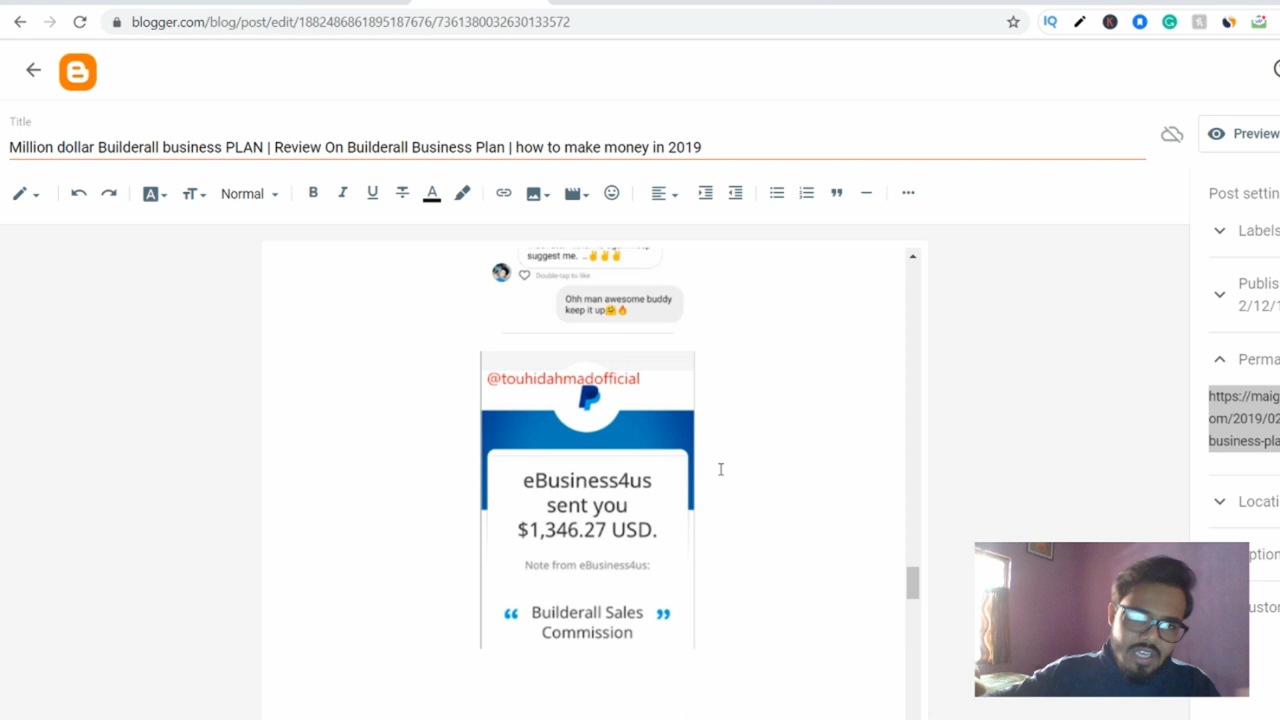 blogger.com/blog/post/edit/1882486861895187676/7361380032630133572
Title
Million dollar Builderall business PLAN | Review On Builderall Business Plan | how to make money in 2019
Preview
Normal
Post settin
Labels
Publis
2/12/1
Perma
https://maig
om/2019/02
business-pla
Locati
ption
ustor
suggest me. ..✌✌✌
Double-tap to like
Ohh man awesome buddy
keep it up🤗🔥
@touhidahmadofficial
eBusiness4us
sent you
$1,346.27 USD.
Note from eBusiness4us:
“ Builderall Sales ”
Commission